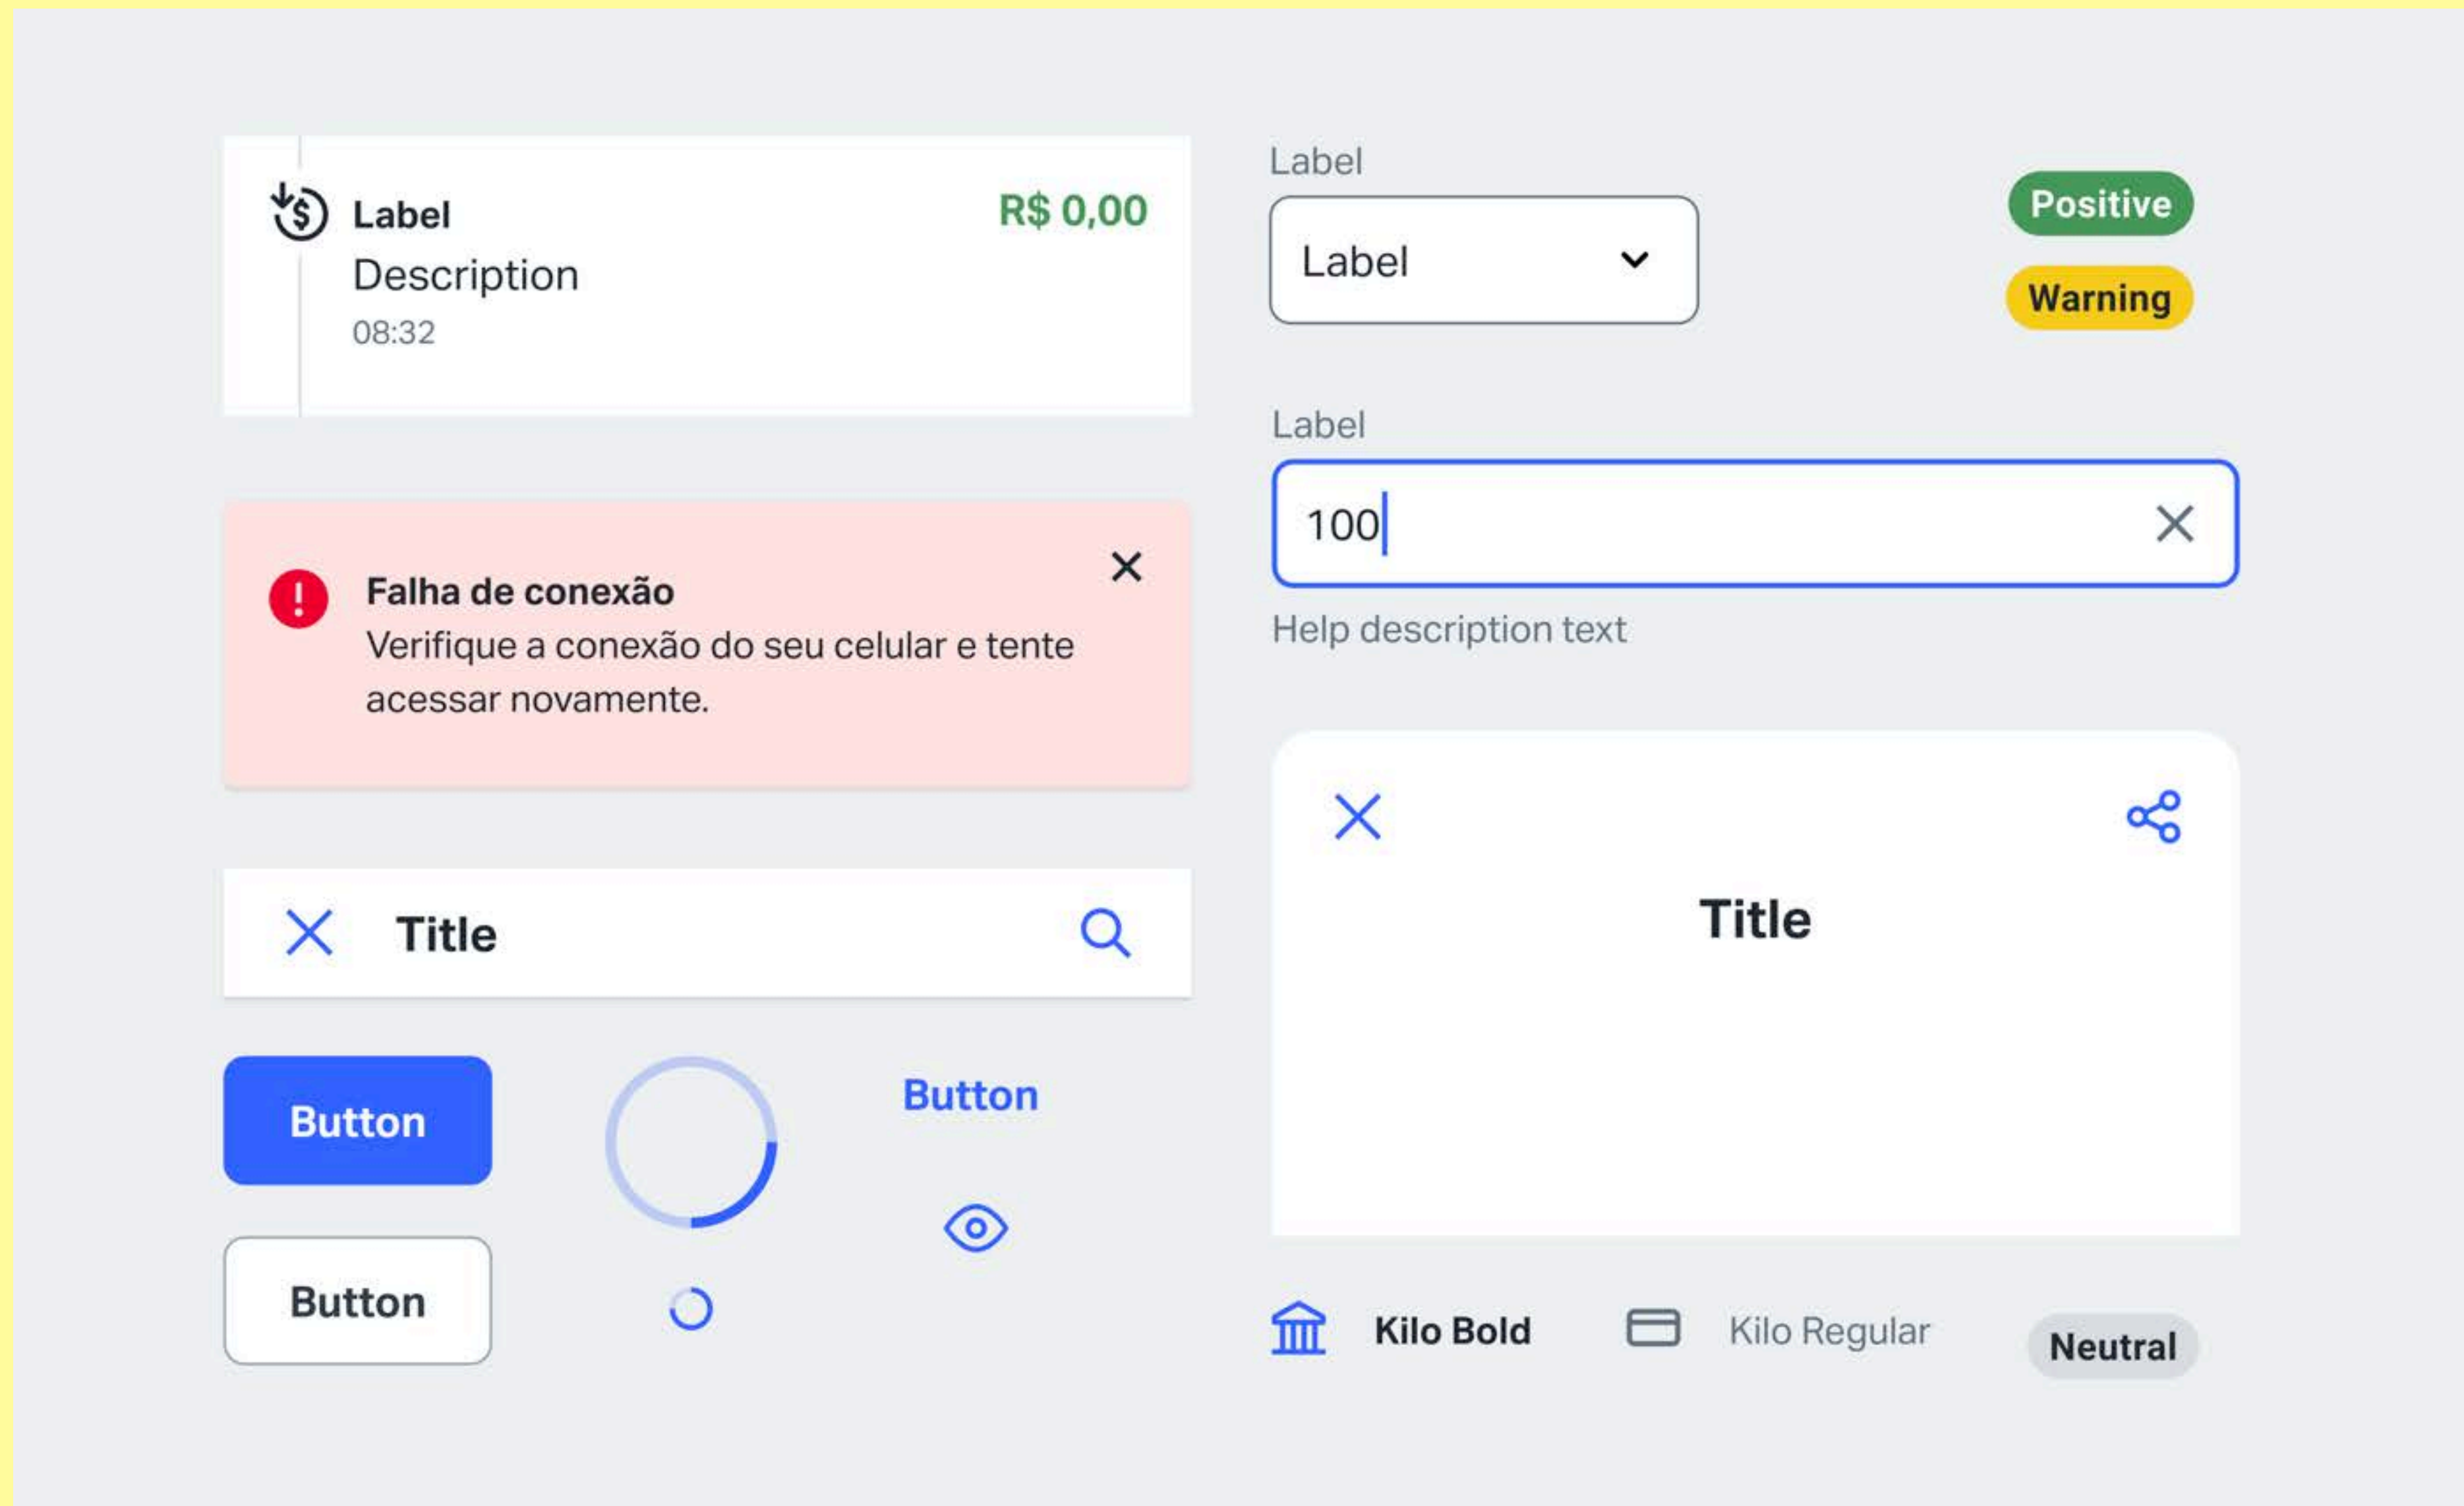 Label
R$ 0,00
Description
08:32
Falha de conexão
Verifique a conexão do seu celular e tente
acessar novamente.
Title
Button
Button
Button
Label
Label
Positive
Warning
Label
100
Help description text
Title
Kilo Bold
Kilo Regular
Neutral